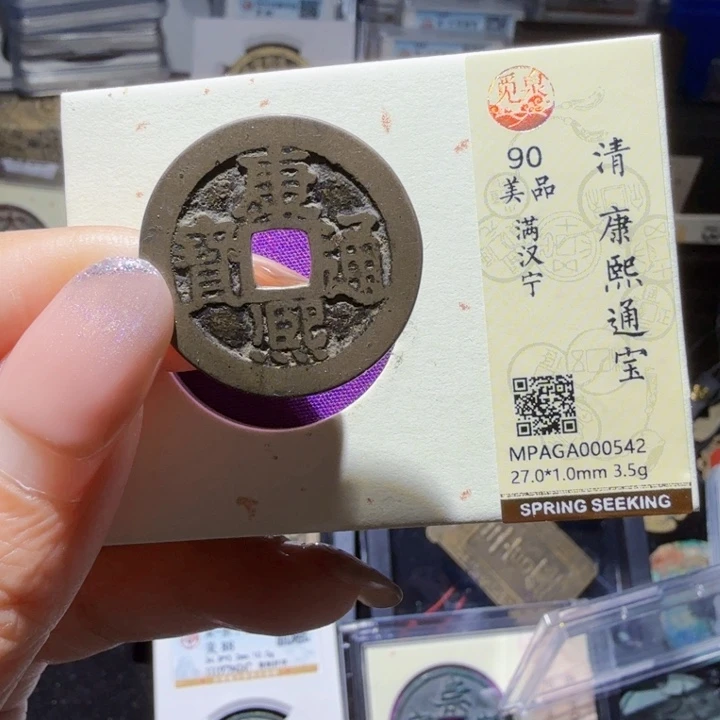 康熙通寶
觅泉
90
美品
满汉宁
清 康熙通宝
MPAGA000542
27.0*1.0mm 3.5g
SPRING SEEKING